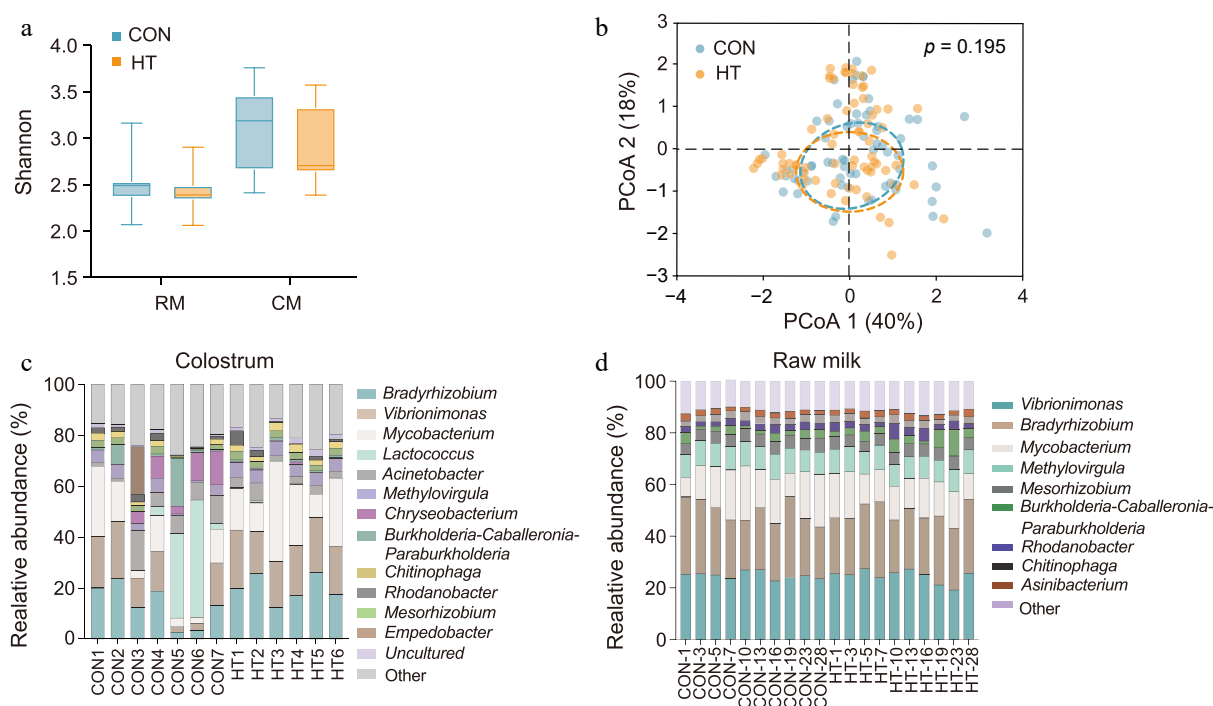 a
CON
HT
4.0
3.5
3.0
2.5
2.0
1.5
Shannon
RM
CM
b
CON
HT
p = 0.195
3
2
1
0
−1
−2
−3
PCoA 2 (18%)
−4
−2
0
2
4
PCoA 1 (40%)
c
Colostrum
Realative abundance (%)
100
80
60
40
20
0
CON1
CON2
CON3
CON4
CON5
CON6
CON7
HT1
HT2
HT3
HT4
HT5
HT6
Bradyrhizobium
Vibrionimonas
Mycobacterium
Lactococcus
Acinetobacter
Methylovirgula
Chryseobacterium
Burkholderia-Caballeronia-
Paraburkholderia
Chitinophaga
Rhodanobacter
Mesorhizobium
Empedobacter
Uncultured
Other
d
Raw milk
Realative abundance (%)
100
80
60
40
20
0
CON-1
CON-3
CON-5
CON-7
CON-10
CON-13
CON-16
CON-19
CON-23
CON-28
HT-1
HT-3
HT-5
HT-7
HT-10
HT-13
HT-16
HT-19
HT-23
HT-28
Vibrionimonas
Bradyrhizobium
Mycobacterium
Methylovirgula
Mesorhizobium
Burkholderia-Caballeronia-
Paraburkholderia
Rhodanobacter
Chitinophaga
Asinibacterium
Other